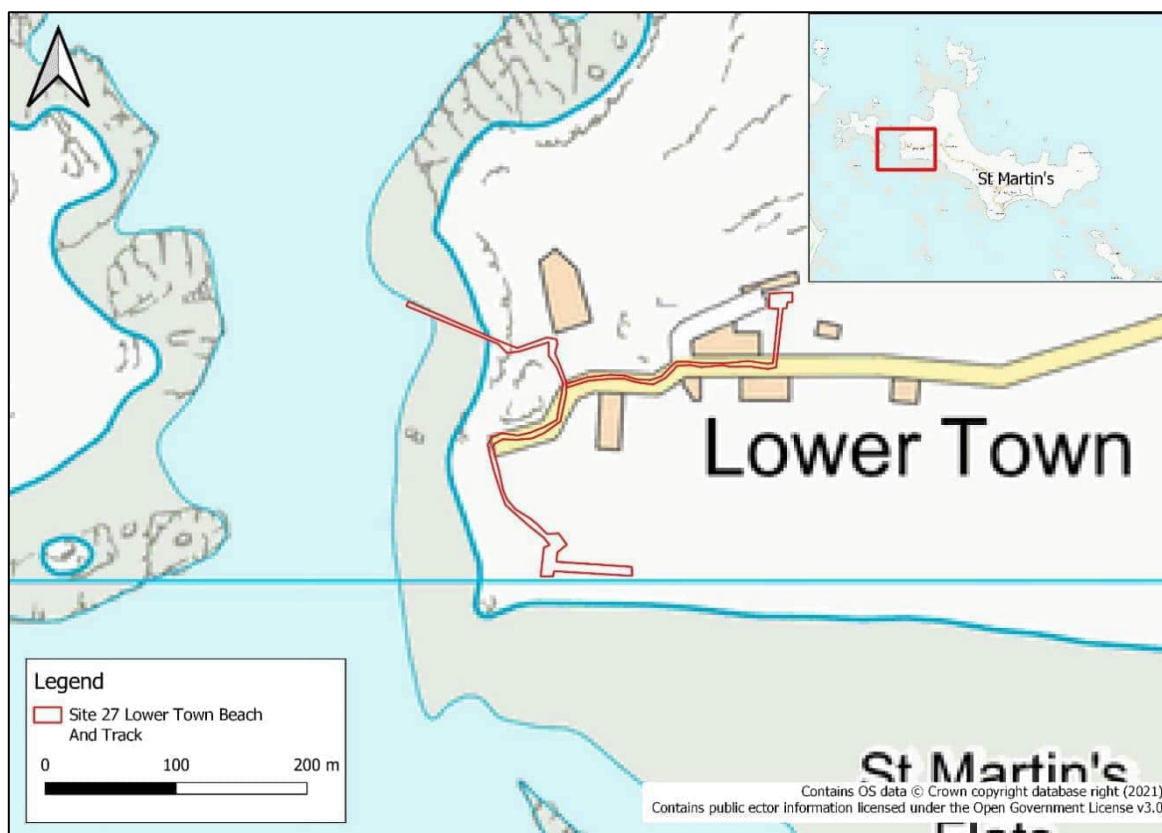 St Martin's
Lower Town
Legend
Site 27 Lower Town Beach
And Track
0 100 200 m
St Martin's
Flats
Contains OS data © Crown copyright database right (2021)
Contains public ector information licensed under the Open Government License v3.0